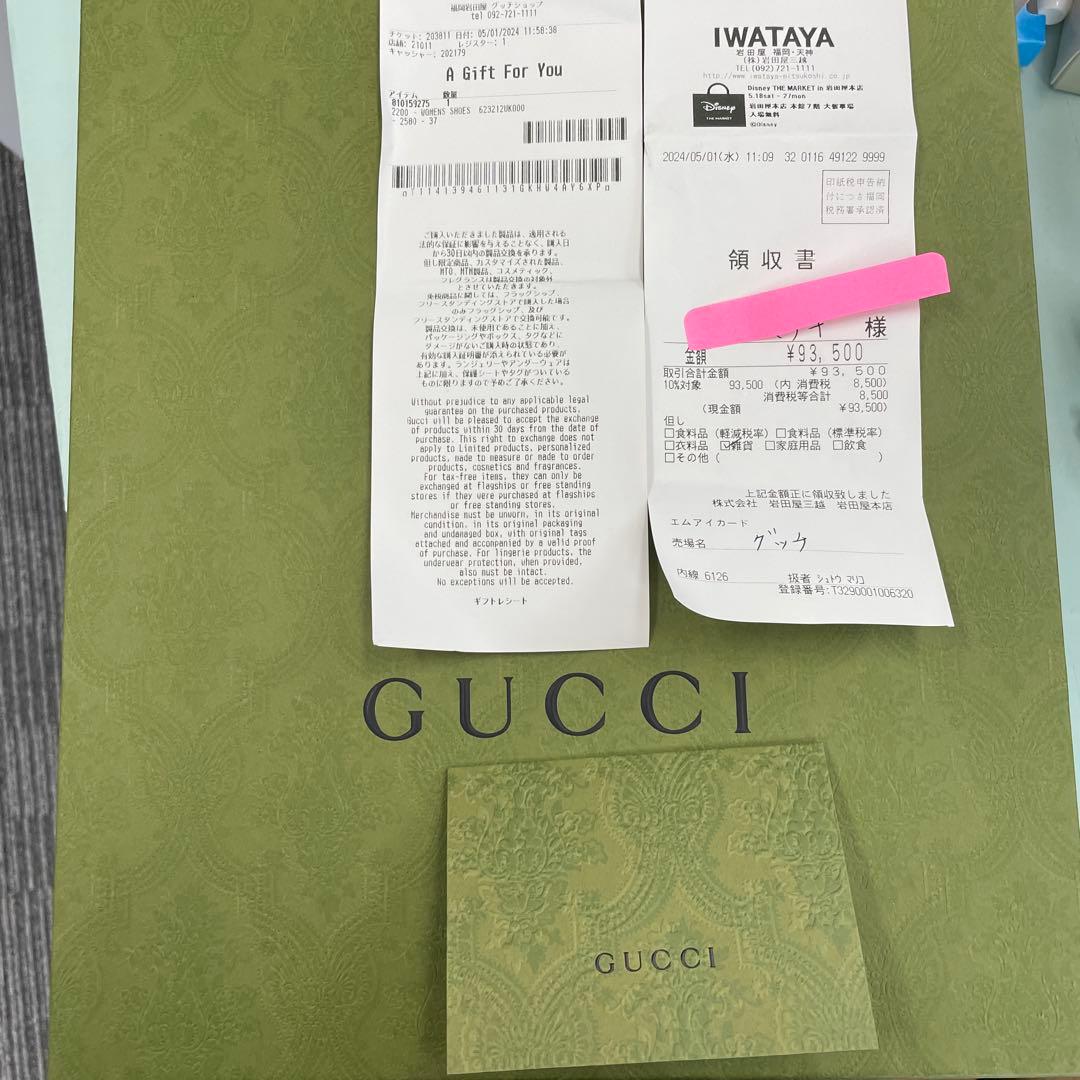 福岡岩田屋 グッチショップ
tel 092-721-1111
チケット: 203811 日付: 05/01/2024 11:58:38
店舗: 21011 レジスター: 1
キャッシャー: 202179
A Gift For You
アイテム 数量
810159275 1
2200 - WOMENS SHOES 623212UK000
- 2580 - 37
ご購入いただきました製品は、適用される
法的な保証に影響を与えることなく、購入日
から30日以内の製品交換を承ります。
但し限定商品、カスタマイズされた製品、
MTO、MTM製品、コスメティック、
フレグランスは製品交換の対象外
とさせていただきます。
免税商品に関しては、フラッグシップ、
フリースタンディングストアで購入した場合
のみフラッグシップ、及び
フリースタンディングストアで交換可能です。
製品交換は、未使用であることに加え、
パッケージングやボックス、タグなどに
ダメージがないご購入時の状態であり、
有効な購入証明書が添えられている必要が
あります。ランジェリーやアンダーウェアは
上記に加え、保護シートやタグがついている
ものに限りますので予めご了承ください。
Without prejudice to any applicable legal
guarantee on the purchased products,
Gucci will be pleased to accept the exchange
of products within 30 days from the date of
purchase. This right to exchange does not
apply to Limited products, personalized
products, made to measure or made to order
products, cosmetics and fragrances.
For tax-free items, they can only be
exchanged at flagships or free standing
stores if they were purchased at flagships
or free standing stores.
Merchandise must be unworn, in its original
condition, in its original packaging
and undamaged box, with original tags
attached and accompanied by a valid proof
of purchase. For lingerie products, the
underwear protection, when provided,
also must be intact.
No exceptions will be accepted.
ギフトレシート
IWATAYA
岩田屋 福岡・天神
(株)岩田屋三越
TEL(092)721-1111
http://www.iwataya-mitsukoshi.co.jp
Disney THE MARKET in 岩田屋本店
5.18sat - 27mon
岩田屋本店 本館7階 大催事場
入場無料
©Disney
Disney
THE MARKET
2024/05/01(水) 11:09 32 0116 49122 9999
印紙税申告納
付につき福岡
税務署承認済
領収書
様
金額 ¥93,500
取引合計金額 ¥93,500
10%対象 93,500 (内 消費税 8,500)
消費税等合計 8,500
(現金額 ¥93,500)
但し
□食料品(軽減税率)□食料品(標準税率)
□衣料品 ☑雑貨 □家庭用品 □飲食
□その他( )
上記金額正に領収致しました
株式会社 岩田屋三越 岩田屋本店
エムアイカード
売場名 グッチ
内線 6126 扱者 シュトウ マリコ
登録番号:T3290001006320
GUCCI
GUCCI